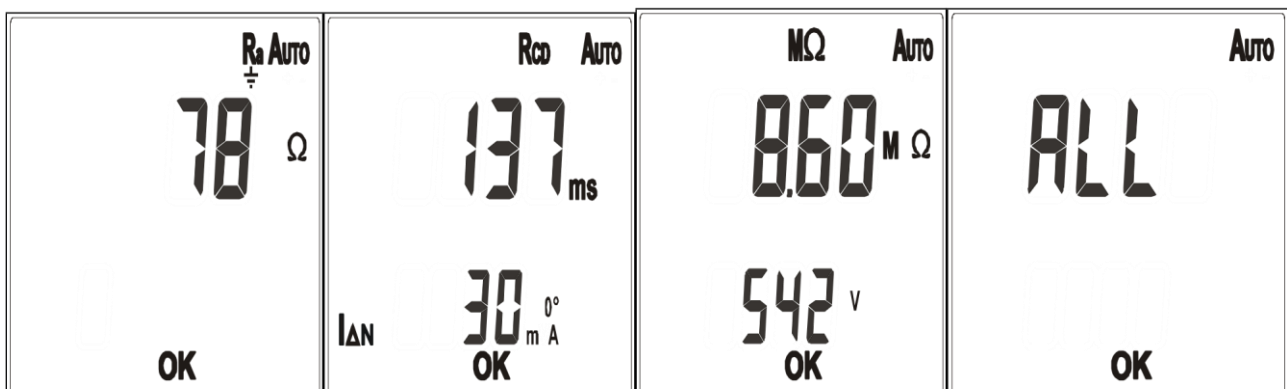 Ra AUTO
78 Ω
OK
RCD AUTO
137 ms
IΔN 30 mA 0°
OK
MΩ AUTO
8.60 M Ω
542 V
OK
AUTO
ALL
OK